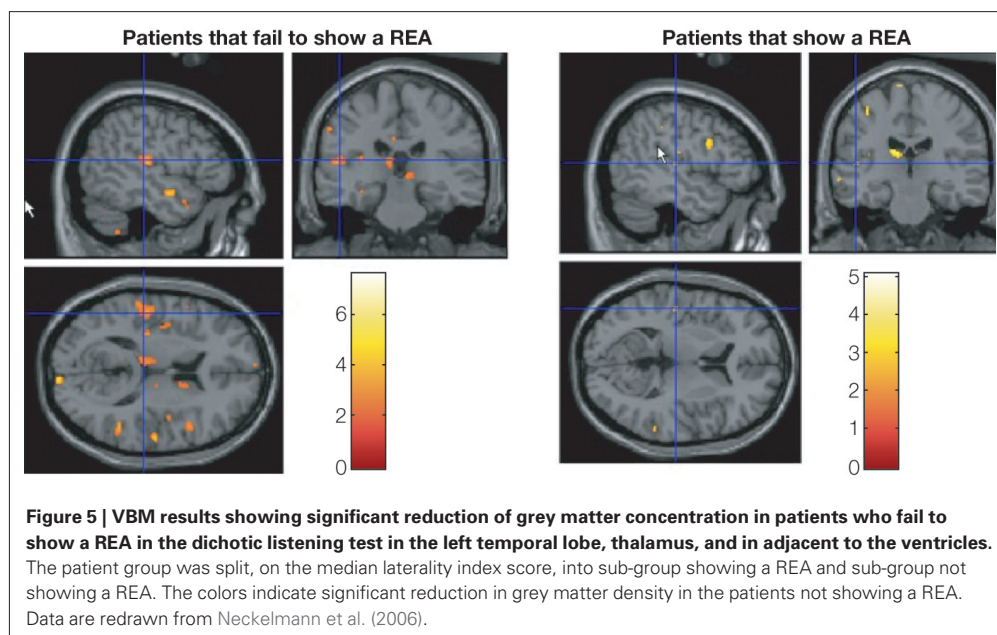 Patients that fail to show a REA
Patients that show a REA
6
4
2
0
5
4
3
2
1
0
Figure 5 | VBM results showing significant reduction of grey matter concentration in patients who fail to
show a REA in the dichotic listening test in the left temporal lobe, thalamus, and in adjacent to the ventricles.
The patient group was split, on the median laterality index score, into sub-group showing a REA and sub-group not
showing a REA. The colors indicate significant reduction in grey matter density in the patients not showing a REA.
Data are redrawn from Neckelmann et al. (2006).